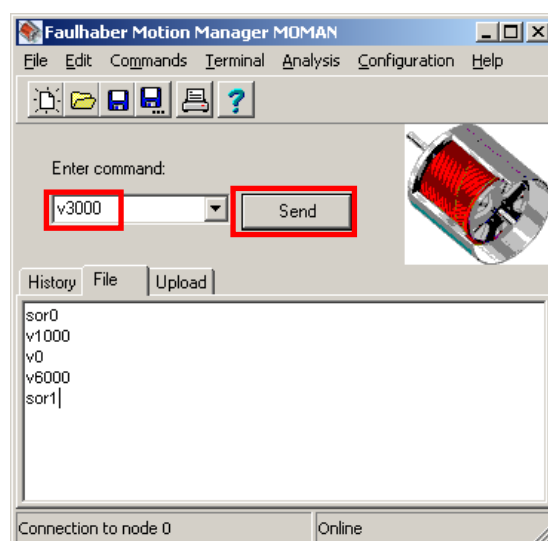 Faulhaber Motion Manager MOMAN
File Edit Commands Terminal Analysis Configuration Help
Enter command:
v3000 Send
History File Upload
sor0
v1000
v0
v6000
sor1
Connection to node 0 Online